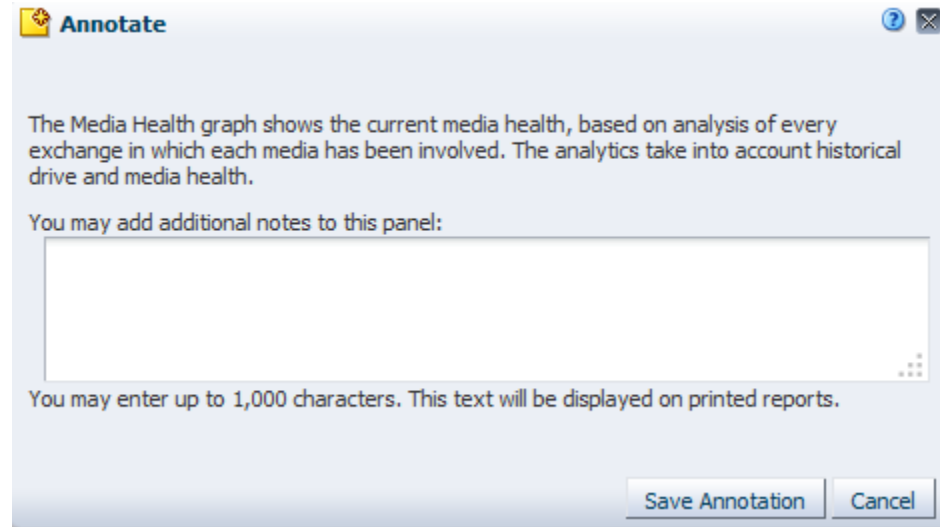 Annotate
The Media Health graph shows the current media health, based on analysis of every
exchange in which each media has been involved. The analytics take into account historical
drive and media health.
You may add additional notes to this panel:
You may enter up to 1,000 characters. This text will be displayed on printed reports.
Save Annotation Cancel